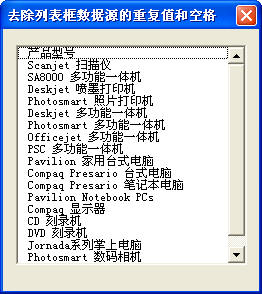 去除列表框数据源的重复值和空格
产品型号
Scanjet 扫描仪
SA8000 多功能一体机
Deskjet 喷墨打印机
Photosmart 照片打印机
Deskjet 多功能一体机
Photosmart 多功能一体机
Officejet 多功能一体机
PSC 多功能一体机
Pavilion 家用台式电脑
Compaq Presario 台式电脑
Compaq Presario 笔记本电脑
Pavilion Notebook PCs
Compaq 显示器
CD 刻录机
DVD 刻录机
Jornada系列掌上电脑
Photosmart 数码相机